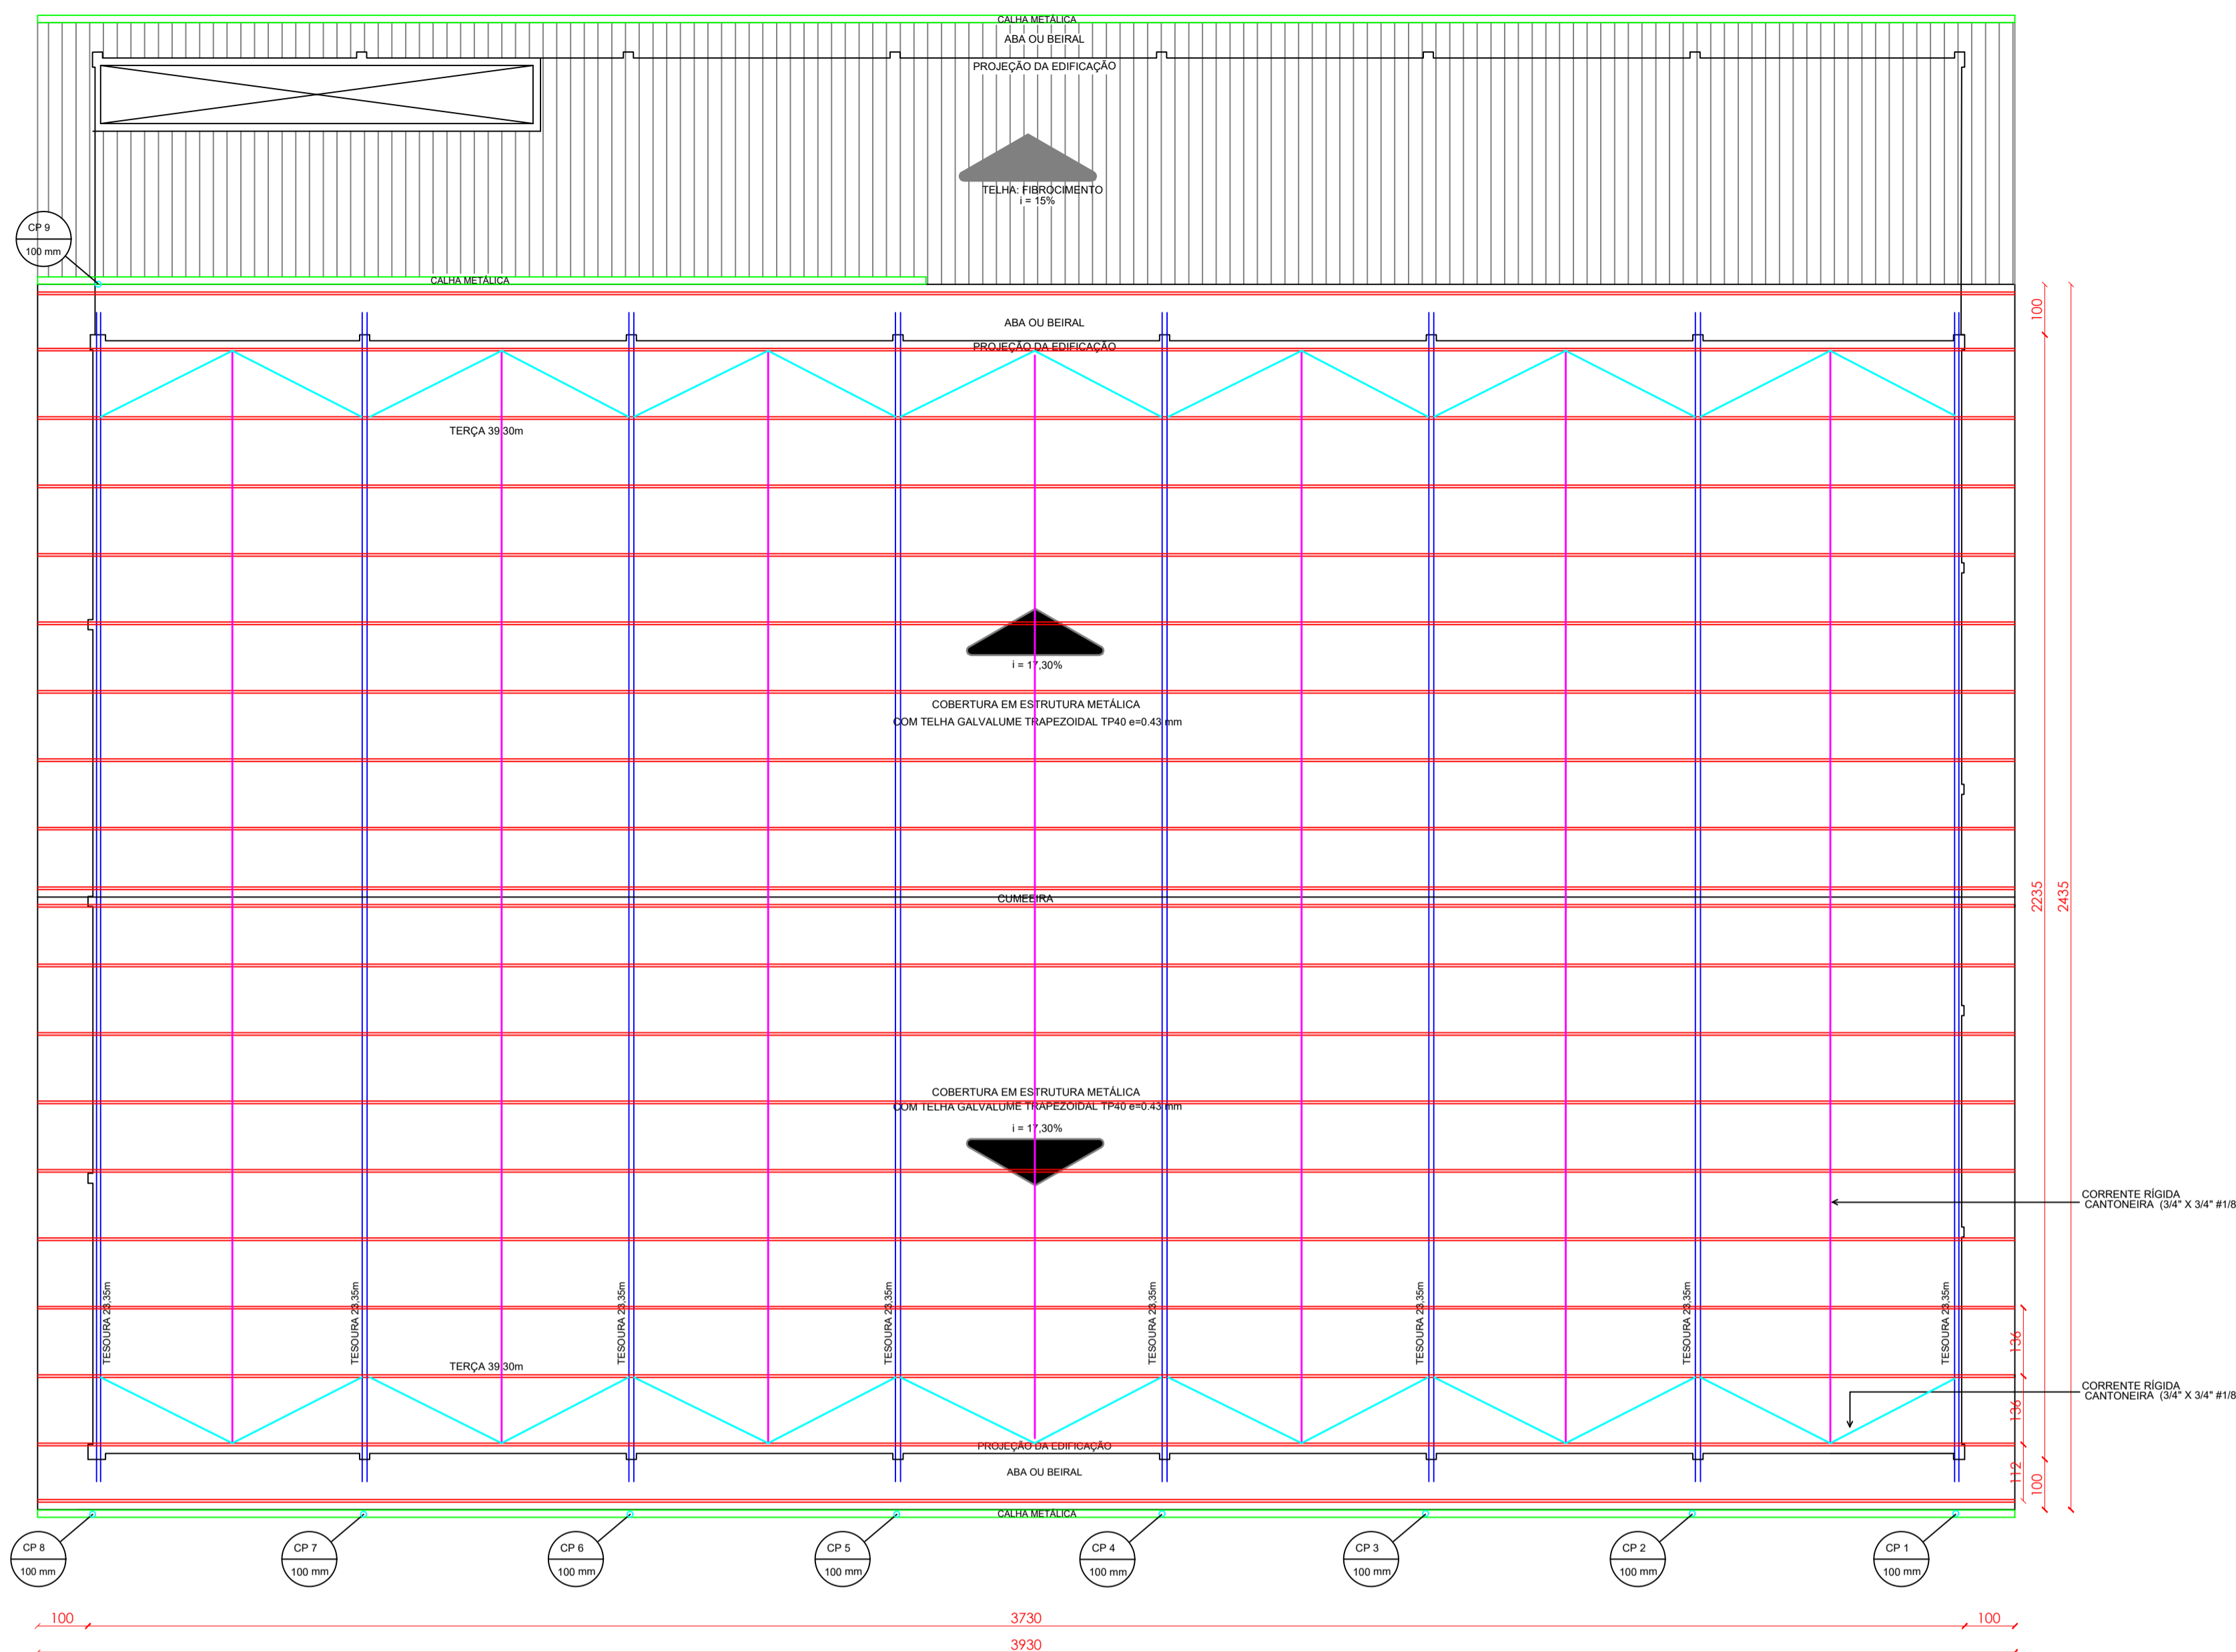 CALHA METÁLICA
ABA OU BEIRAL
PROJEÇÃO DA EDIFICAÇÃO
TELHA: FIBROCIMENTO
i = 15%
CP 9
100 mm
CALHA METÁLICA
100
ABA OU BEIRAL
PROJEÇÃO DA EDIFICAÇÃO
TERÇA 39,30m
i = 17,30%
COBERTURA EM ESTRUTURA METÁLICA
COM TELHA GALVALUME TRAPEZOIDAL TP40 e=0.43 mm
CUMEEIRA
2235
2435
COBERTURA EM ESTRUTURA METÁLICA
COM TELHA GALVALUME TRAPEZOIDAL TP40 e=0.43 mm
i = 17,30%
CORRENTE RÍGIDA
CANTONEIRA (3/4" X 3/4" #1/8
TESOURA 23,35m
TESOURA 23,35m
TESOURA 23,35m
TESOURA 23,35m
TESOURA 23,35m
TESOURA 23,35m
TESOURA 23,35m
TESOURA 23,35m
136
TERÇA 39,30m
CORRENTE RÍGIDA
CANTONEIRA (3/4" X 3/4" #1/8
136
PROJEÇÃO DA EDIFICAÇÃO
ABA OU BEIRAL
112
100
CALHA METÁLICA
CP 8
100 mm
CP 7
100 mm
CP 6
100 mm
CP 5
100 mm
CP 4
100 mm
CP 3
100 mm
CP 2
100 mm
CP 1
100 mm
100
3730
100
3930